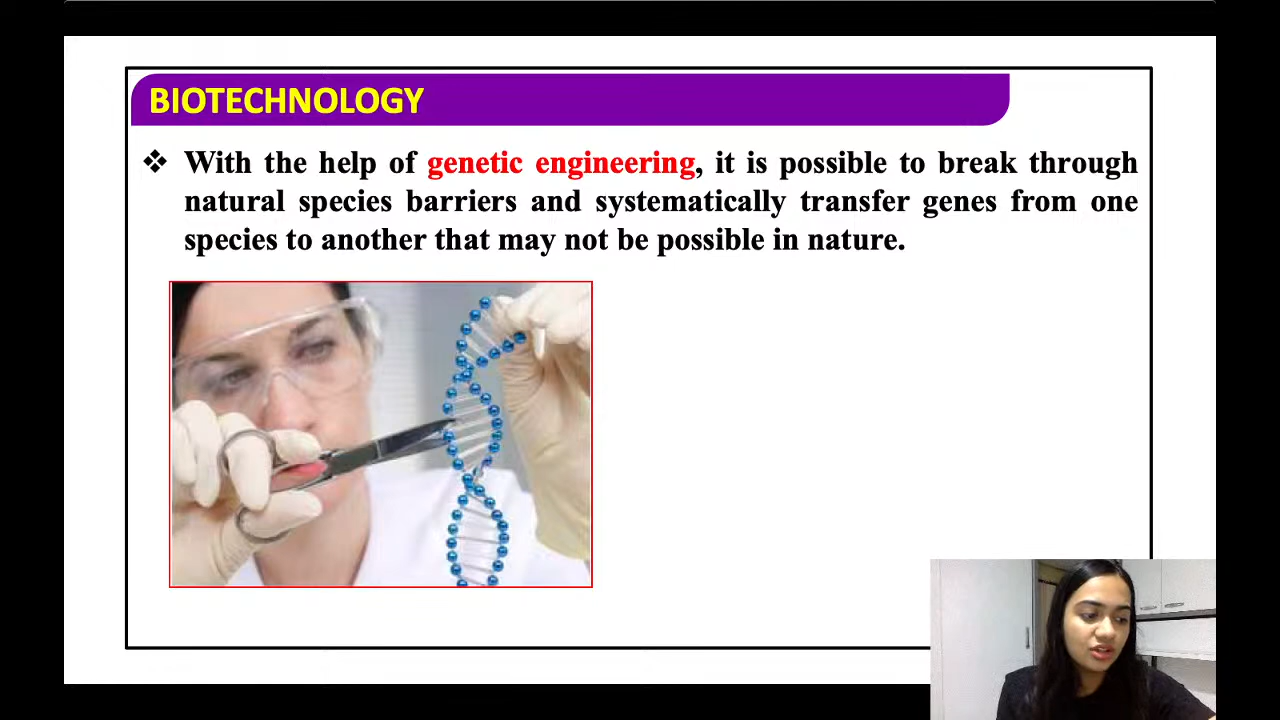 BIOTECHNOLOGY
❖ With the help of genetic engineering, it is possible to break through
natural species barriers and systematically transfer genes from one
species to another that may not be possible in nature.